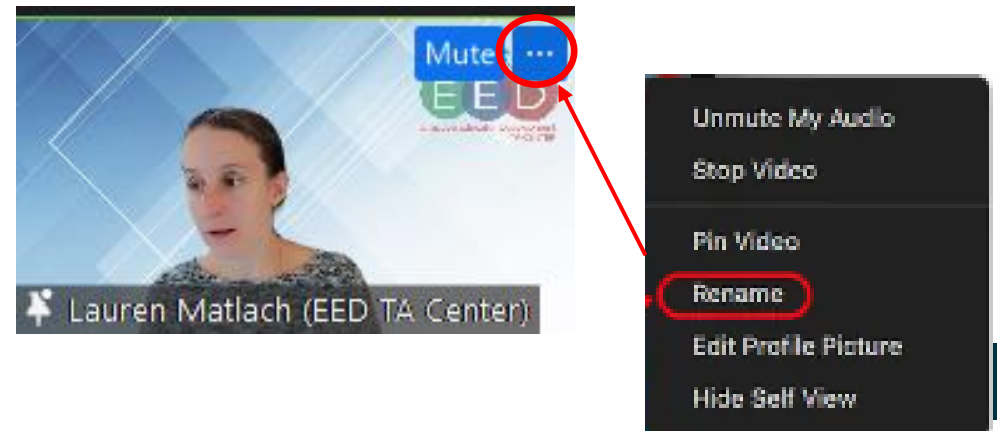 Mute
...
EED
Lauren Matlach (EED TA Center)
Unmute My Audio
Stop Video
Pin Video
Rename
Edit Profile Picture
Hide Self View